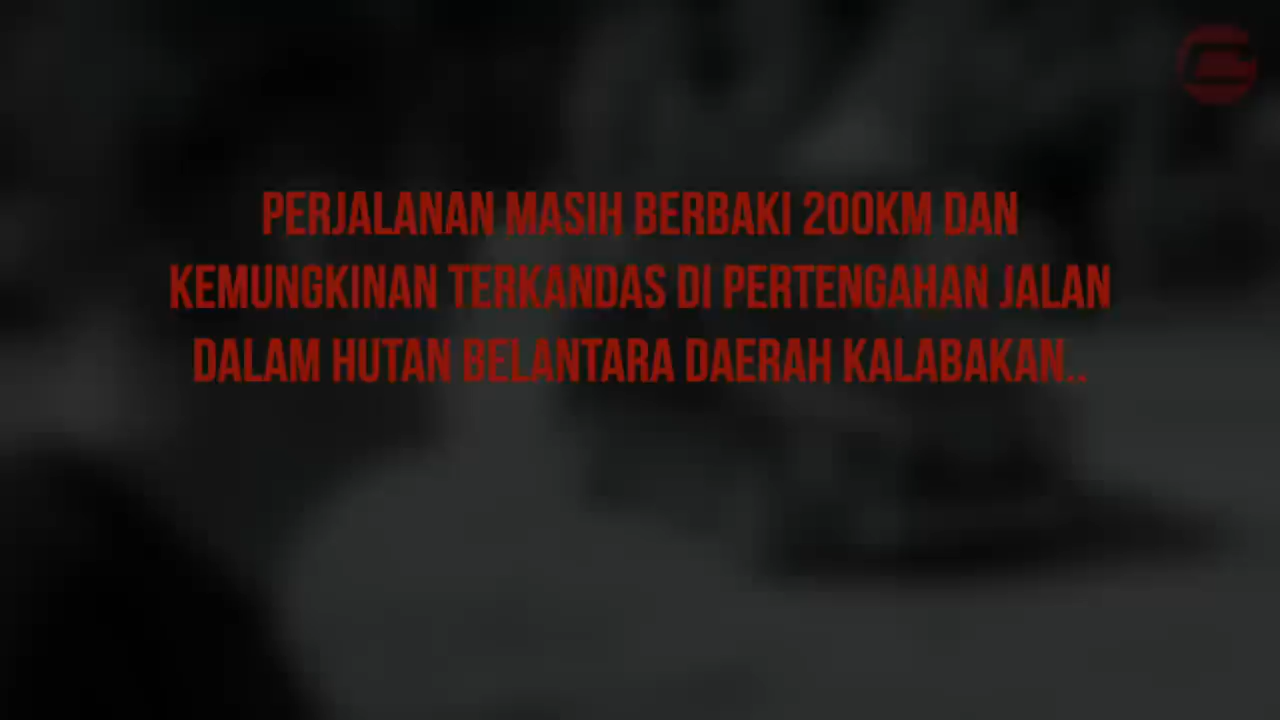 PERJALANAN MASIH BERBAKI 200KM DAN
KEMUNGKINAN TERKANDAS DI PERTENGAHAN JALAN
DALAM HUTAN BELANTARA DAERAH KALABAKAN..